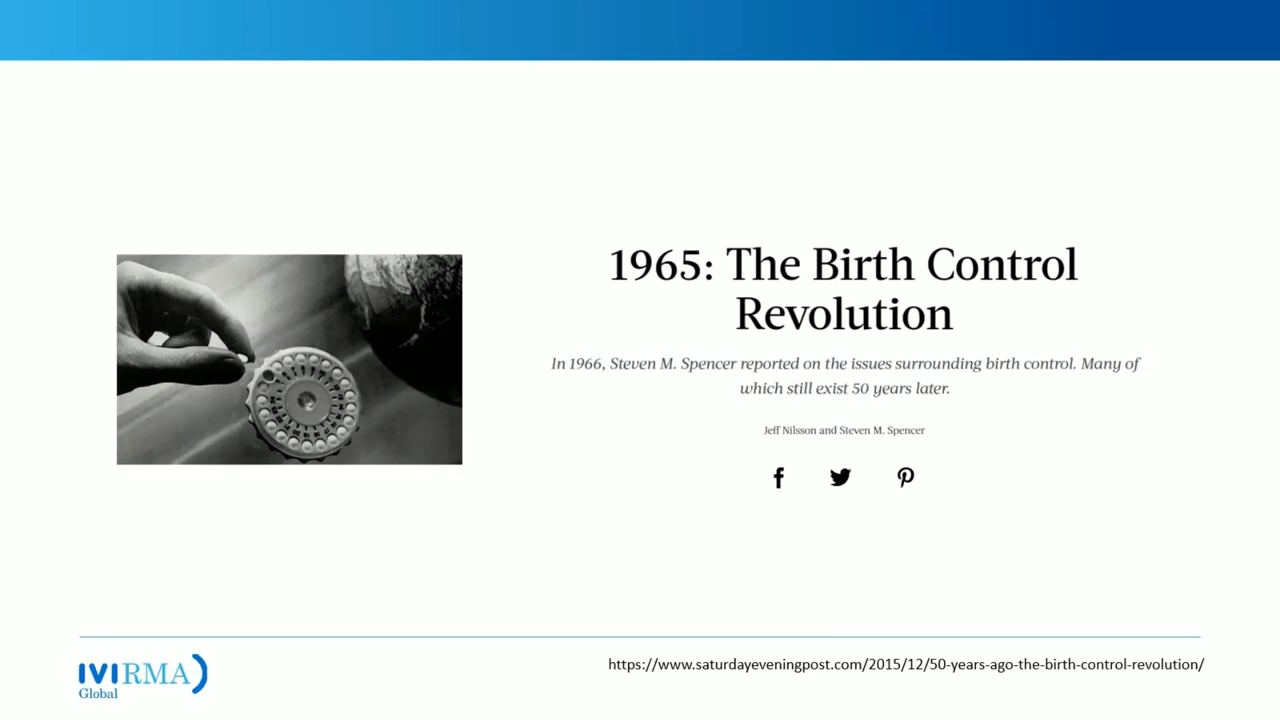 1965: The Birth Control
Revolution
In 1966, Steven M. Spencer reported on the issues surrounding birth control. Many of
which still exist 50 years later.
Jeff Nilsson and Steven M. Spencer
IVIRMA
Global
https://www.saturdayeveningpost.com/2015/12/50-years-ago-the-birth-control-revolution/